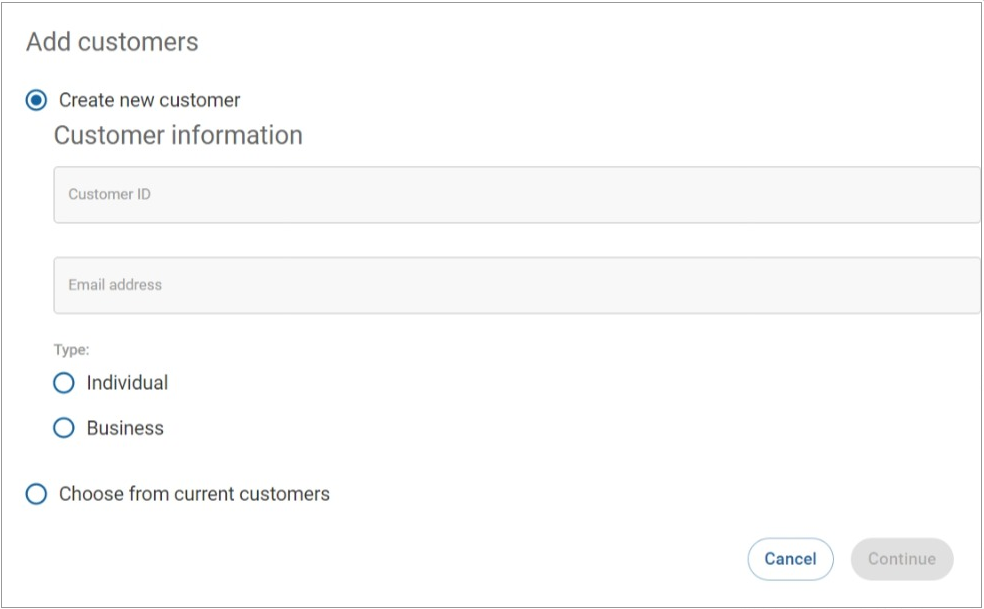 Add customers
Create new customer
Customer information
Customer ID
Email address
Type:
Individual
Business
Choose from current customers
Cancel Continue